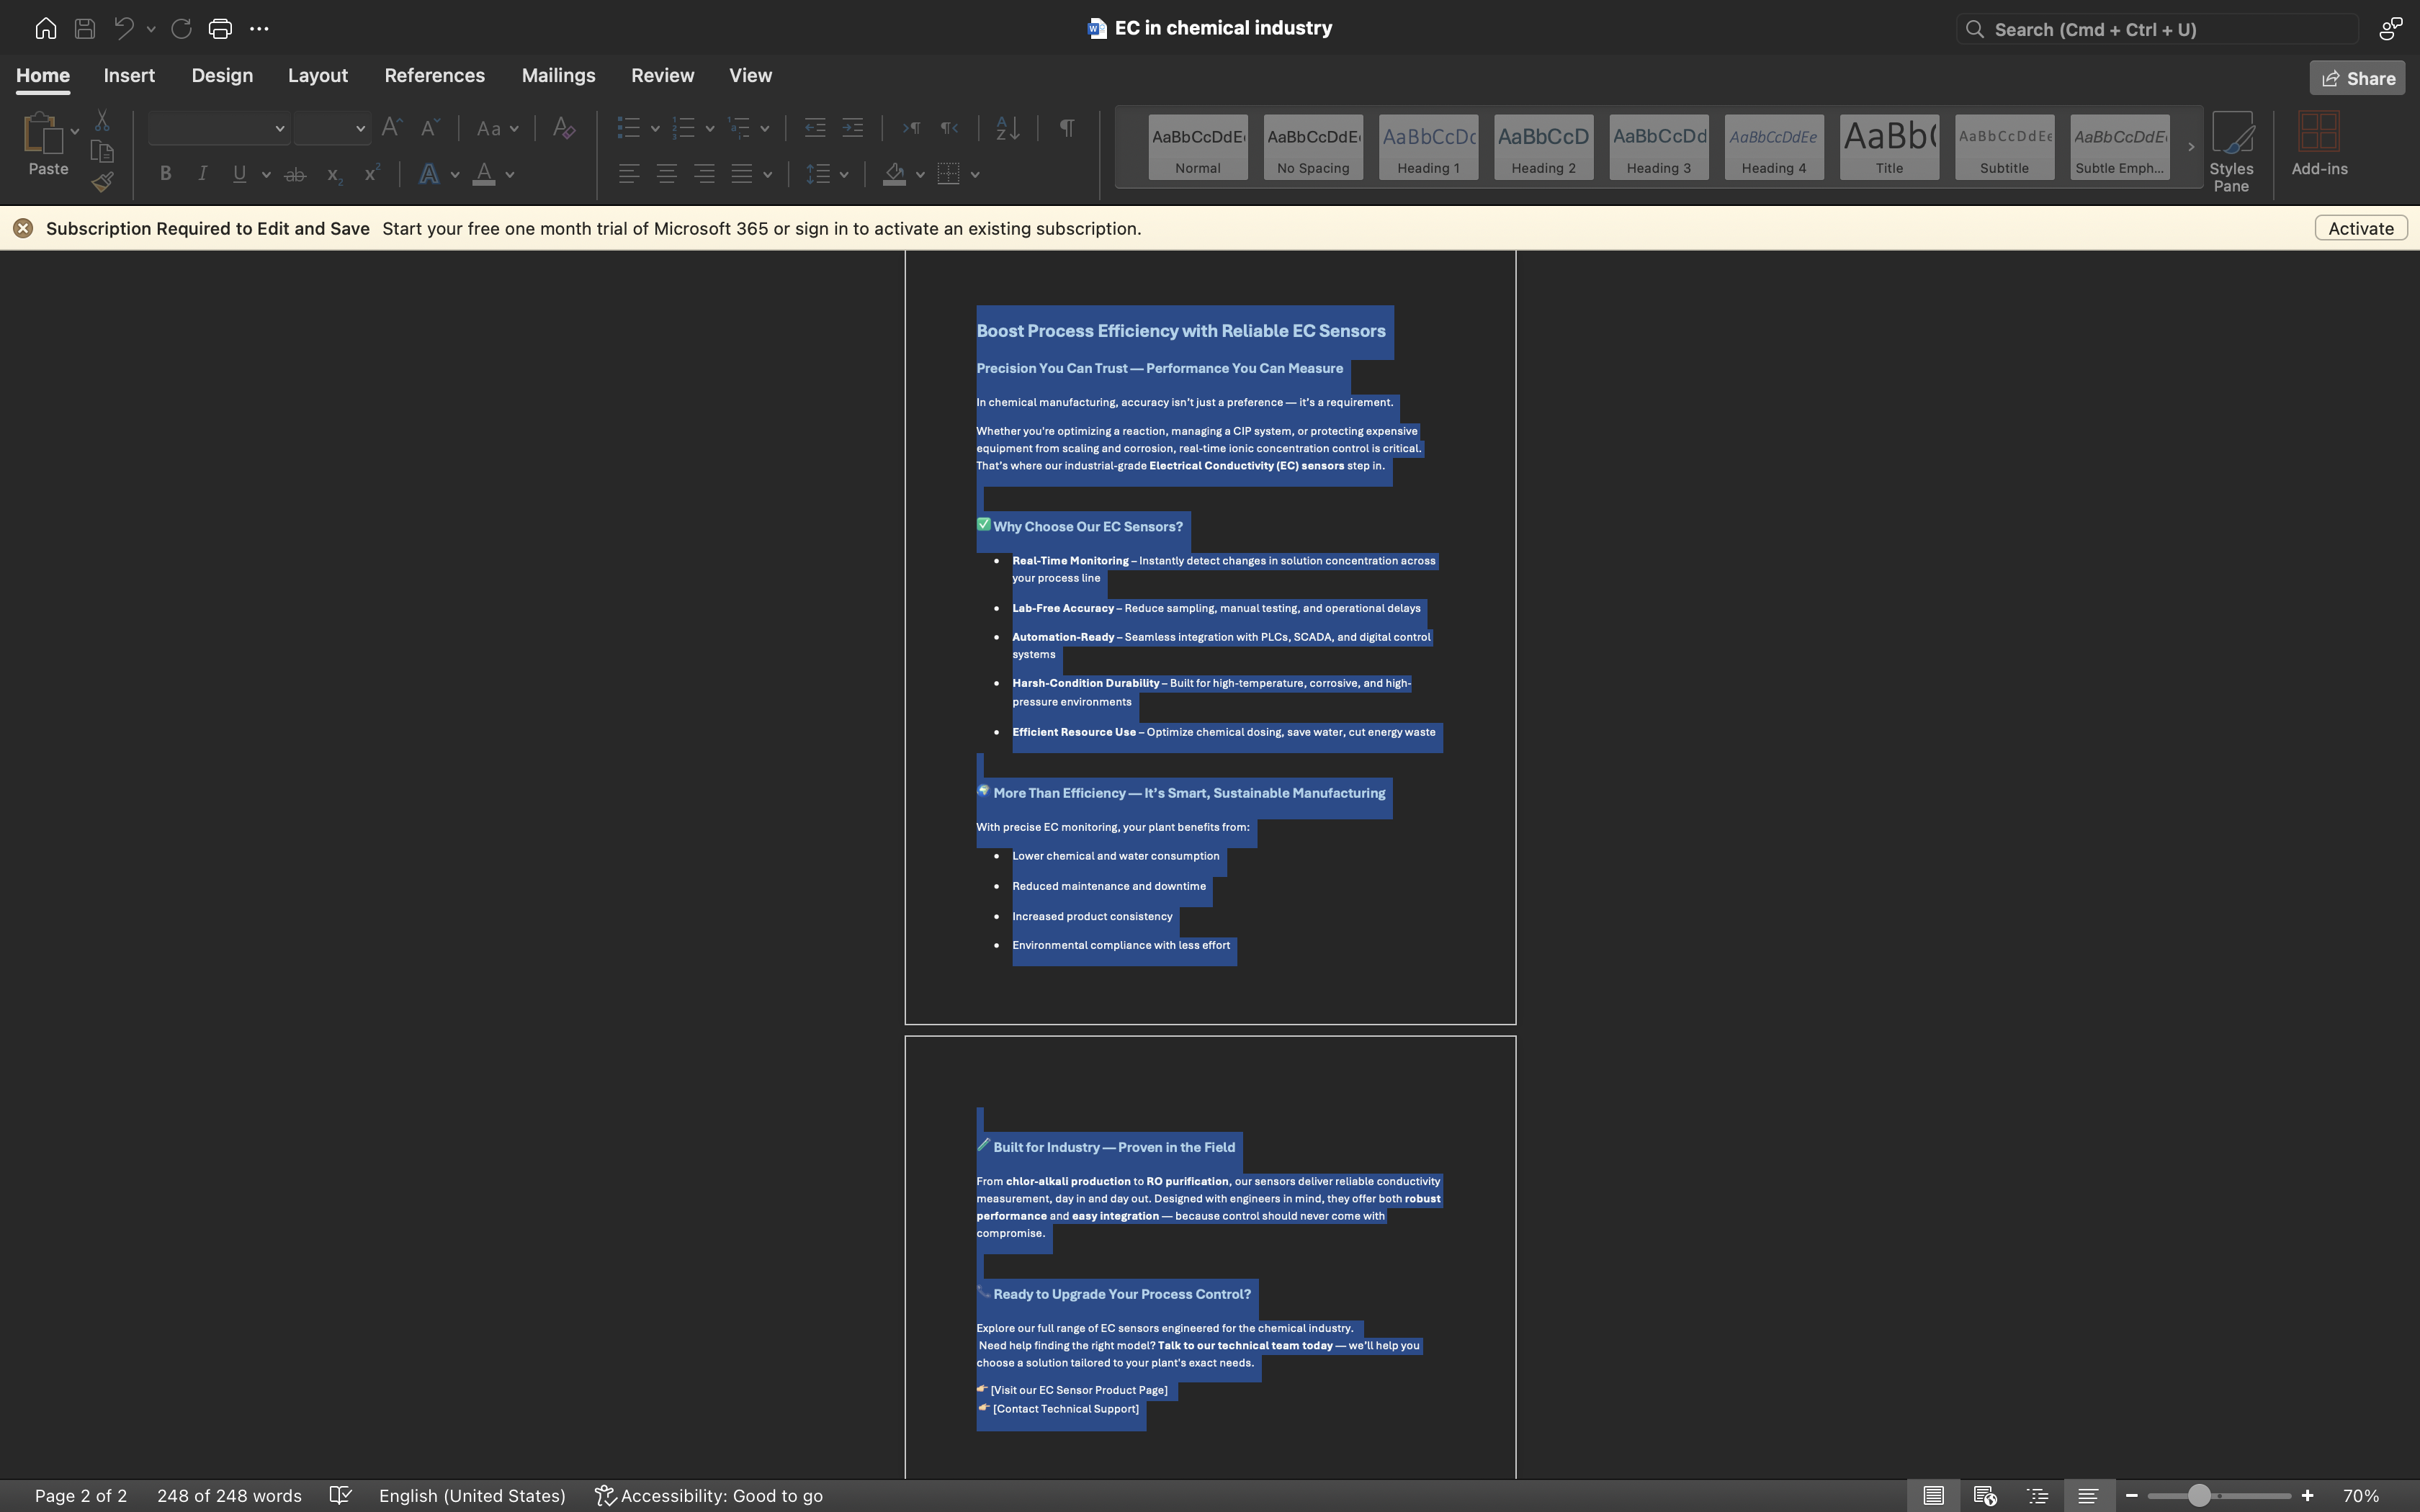 EC in chemical industry
Search (Cmd + Ctrl + U)
Home Insert Design Layout References Mailings Review View
Share
Paste
AaBbCcDdE
Normal
AaBbCcDdE
No Spacing
AaBbCcDc
Heading 1
AaBbCcD
Heading 2
AaBbCcDd
Heading 3
AaBbCcDdEe
Heading 4
AaBb(
Title
AaBbCcDdEe
Subtitle
AaBbCcDdE
Subtle Emph...
Styles
Pane
Add-ins
Subscription Required to Edit and Save Start your free one month trial of Microsoft 365 or sign in to activate an existing subscription.
Activate
Boost Process Efficiency with Reliable EC Sensors
Precision You Can Trust — Performance You Can Measure
In chemical manufacturing, accuracy isn't just a preference — it's a requirement.
Whether you're optimizing a reaction, managing a CIP system, or protecting expensive
equipment from scaling and corrosion, real-time ionic concentration control is critical.
That's where our industrial-grade Electrical Conductivity (EC) sensors step in.
✅ Why Choose Our EC Sensors?
• Real-Time Monitoring – Instantly detect changes in solution concentration across
your process line
• Lab-Free Accuracy – Reduce sampling, manual testing, and operational delays
• Automation-Ready – Seamless integration with PLCs, SCADA, and digital control
systems
• Harsh-Condition Durability – Built for high-temperature, corrosive, and high-
pressure environments
• Efficient Resource Use – Optimize chemical dosing, save water, cut energy waste
🌍 More Than Efficiency — It's Smart, Sustainable Manufacturing
With precise EC monitoring, your plant benefits from:
• Lower chemical and water consumption
• Reduced maintenance and downtime
• Increased product consistency
• Environmental compliance with less effort
🧪 Built for Industry — Proven in the Field
From chlor-alkali production to RO purification, our sensors deliver reliable conductivity
measurement, day in and day out. Designed with engineers in mind, they offer both robust
performance and easy integration — because control should never come with
compromise.
📞 Ready to Upgrade Your Process Control?
Explore our full range of EC sensors engineered for the chemical industry.
Need help finding the right model? Talk to our technical team today — we'll help you
choose a solution tailored to your plant's exact needs.
👉 [Visit our EC Sensor Product Page]
👉 [Contact Technical Support]
Page 2 of 2 248 of 248 words English (United States) Accessibility: Good to go
70%